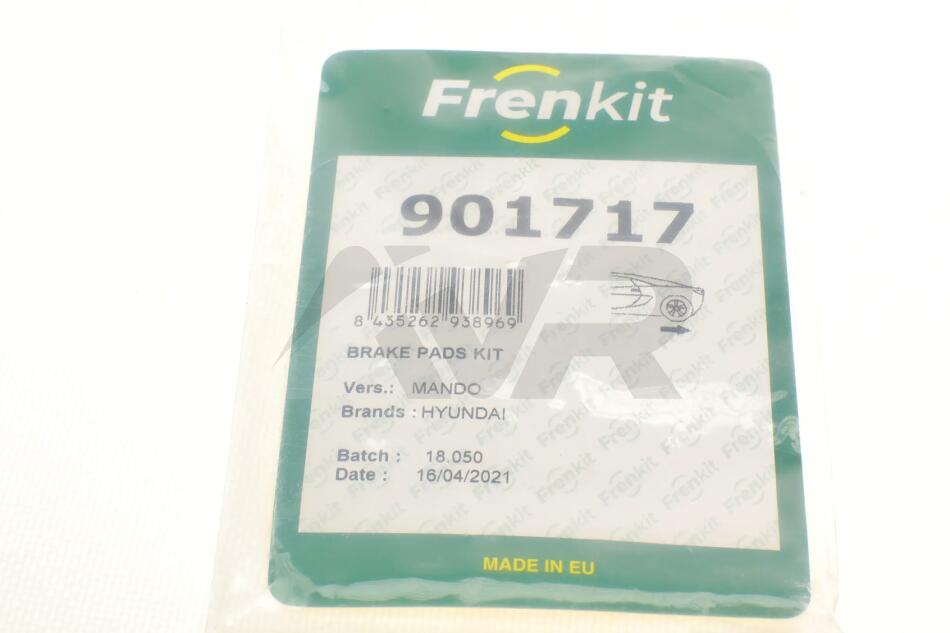 Frenkit
901717
8 435262 938969
BRAKE PADS KIT
Vers.: MANDO
Brands : HYUNDAI
Batch : 18.050
Date : 16/04/2021
MADE IN EU